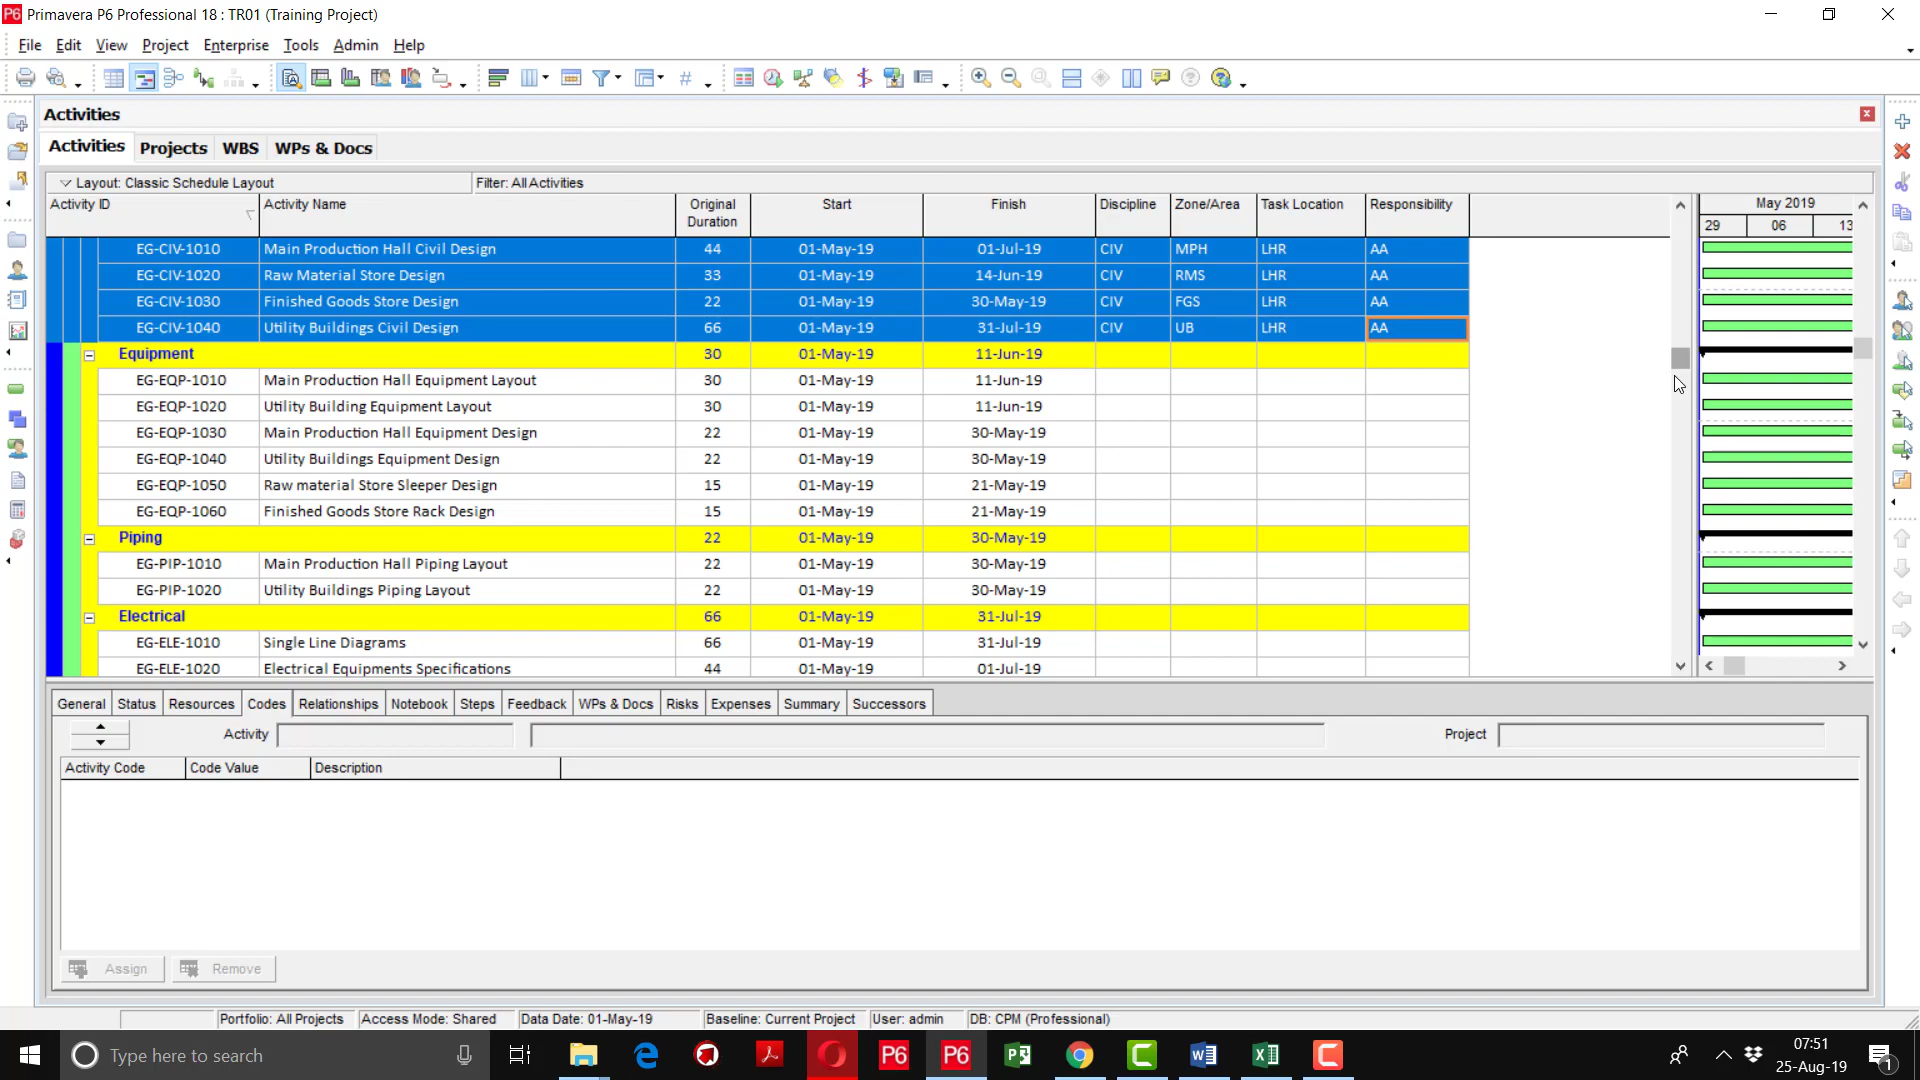 P6 Primavera P6 Professional 18 : TR01 (Training Project)
File Edit View Project Enterprise Tools Admin Help
Activities
Activities Projects WBS WPs & Docs
Layout: Classic Schedule Layout Filter: All Activities
Activity ID Activity Name Original Duration Start Finish Discipline Zone/Area Task Location Responsibility May 2019
29 06 13
EG-CIV-1010 Main Production Hall Civil Design 44 01-May-19 01-Jul-19 CIV MPH LHR AA
EG-CIV-1020 Raw Material Store Design 33 01-May-19 14-Jun-19 CIV RMS LHR AA
EG-CIV-1030 Finished Goods Store Design 22 01-May-19 30-May-19 CIV FGS LHR AA
EG-CIV-1040 Utility Buildings Civil Design 66 01-May-19 31-Jul-19 CIV UB LHR AA
Equipment 30 01-May-19 11-Jun-19
EG-EQP-1010 Main Production Hall Equipment Layout 30 01-May-19 11-Jun-19
EG-EQP-1020 Utility Building Equipment Layout 30 01-May-19 11-Jun-19
EG-EQP-1030 Main Production Hall Equipment Design 22 01-May-19 30-May-19
EG-EQP-1040 Utility Buildings Equipment Design 22 01-May-19 30-May-19
EG-EQP-1050 Raw material Store Sleeper Design 15 01-May-19 21-May-19
EG-EQP-1060 Finished Goods Store Rack Design 15 01-May-19 21-May-19
Piping 22 01-May-19 30-May-19
EG-PIP-1010 Main Production Hall Piping Layout 22 01-May-19 30-May-19
EG-PIP-1020 Utility Buildings Piping Layout 22 01-May-19 30-May-19
Electrical 66 01-May-19 31-Jul-19
EG-ELE-1010 Single Line Diagrams 66 01-May-19 31-Jul-19
EG-ELE-1020 Electrical Equipments Specifications 44 01-May-19 01-Jul-19
General Status Resources Codes Relationships Notebook Steps Feedback WPs & Docs Risks Expenses Summary Successors
Activity Project
Activity Code Code Value Description
Assign Remove
Portfolio: All Projects Access Mode: Shared Data Date: 01-May-19 Baseline: Current Project User: admin DB: CPM (Professional)
Type here to search P6 P6 07:51
25-Aug-19 1